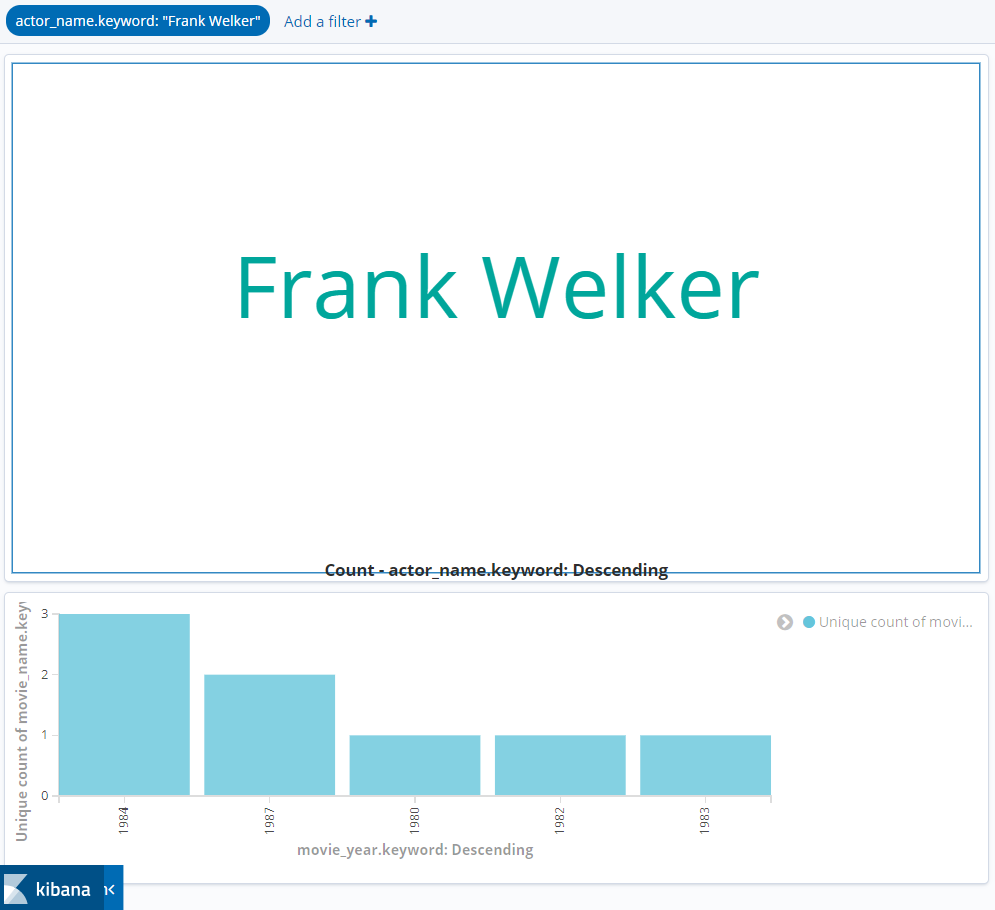 actor_name.keyword: "Frank Welker" Add a filter +
Frank Welker
Count - actor_name.keyword: Descending
Unique count of movie_name.key
3
2
1
0
Unique count of movi...
1984
1987
1980
1982
1983
movie_year.keyword: Descending
kibana